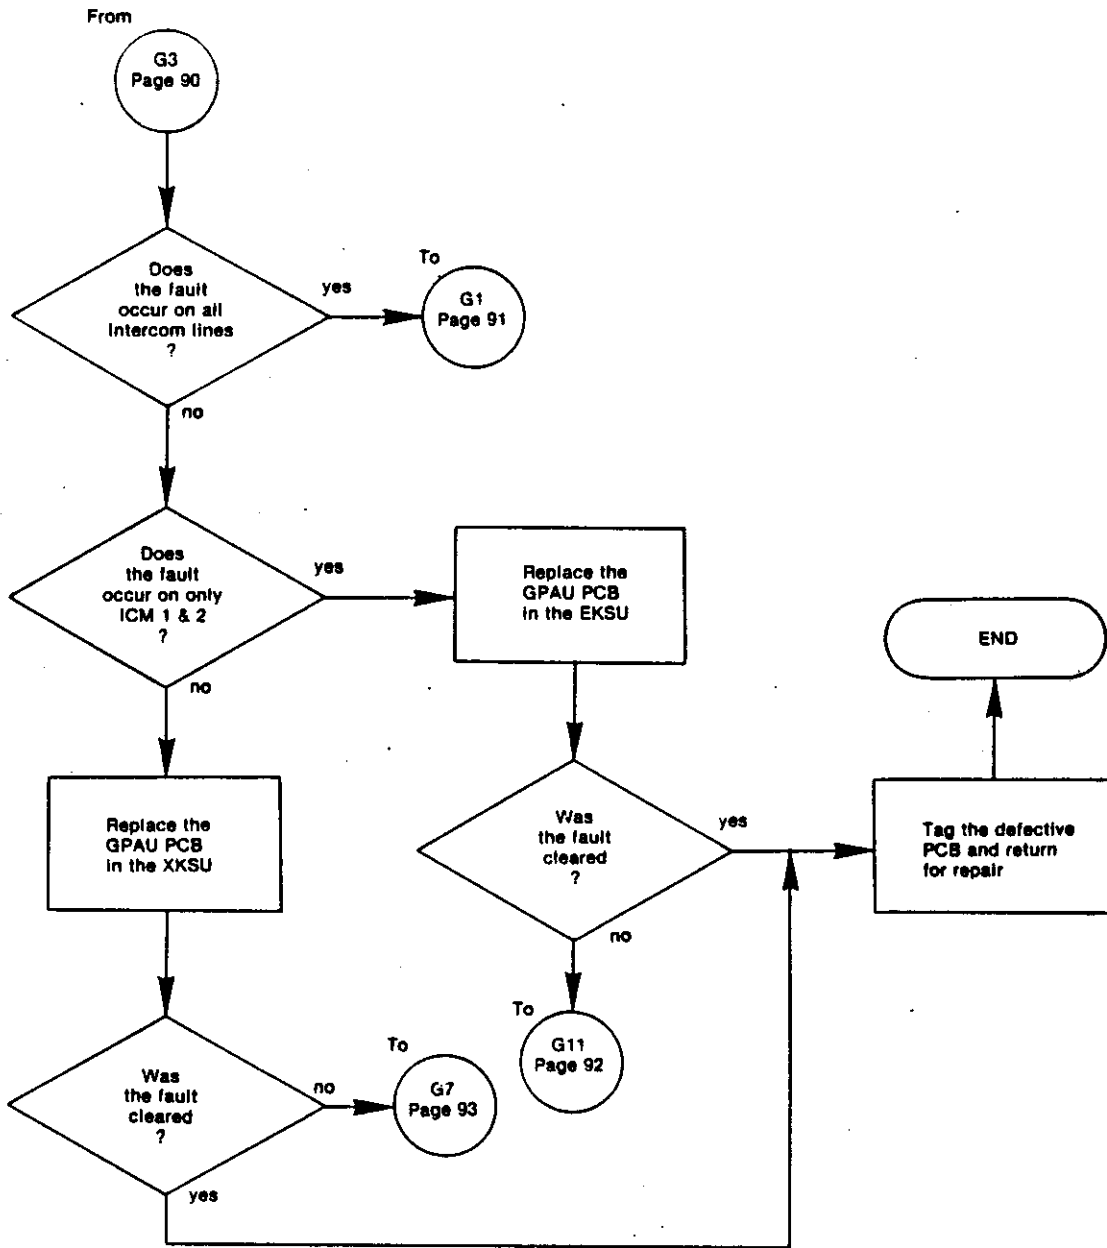 From
G3
Page 90
Does
the fault
occur on all
Intercom lines
?
yes
To
G1
Page 91
no
Does
the fault
occur on only
ICM 1 & 2
?
yes
Replace the
GPAU PCB
in the EKSU
END
no
Replace the
GPAU PCB
in the XKSU
Was
the fault
cleared
?
yes
Tag the defective
PCB and return
for repair
no
To
G11
Page 92
Was
the fault
cleared
?
no
To
G7
Page 93
yes